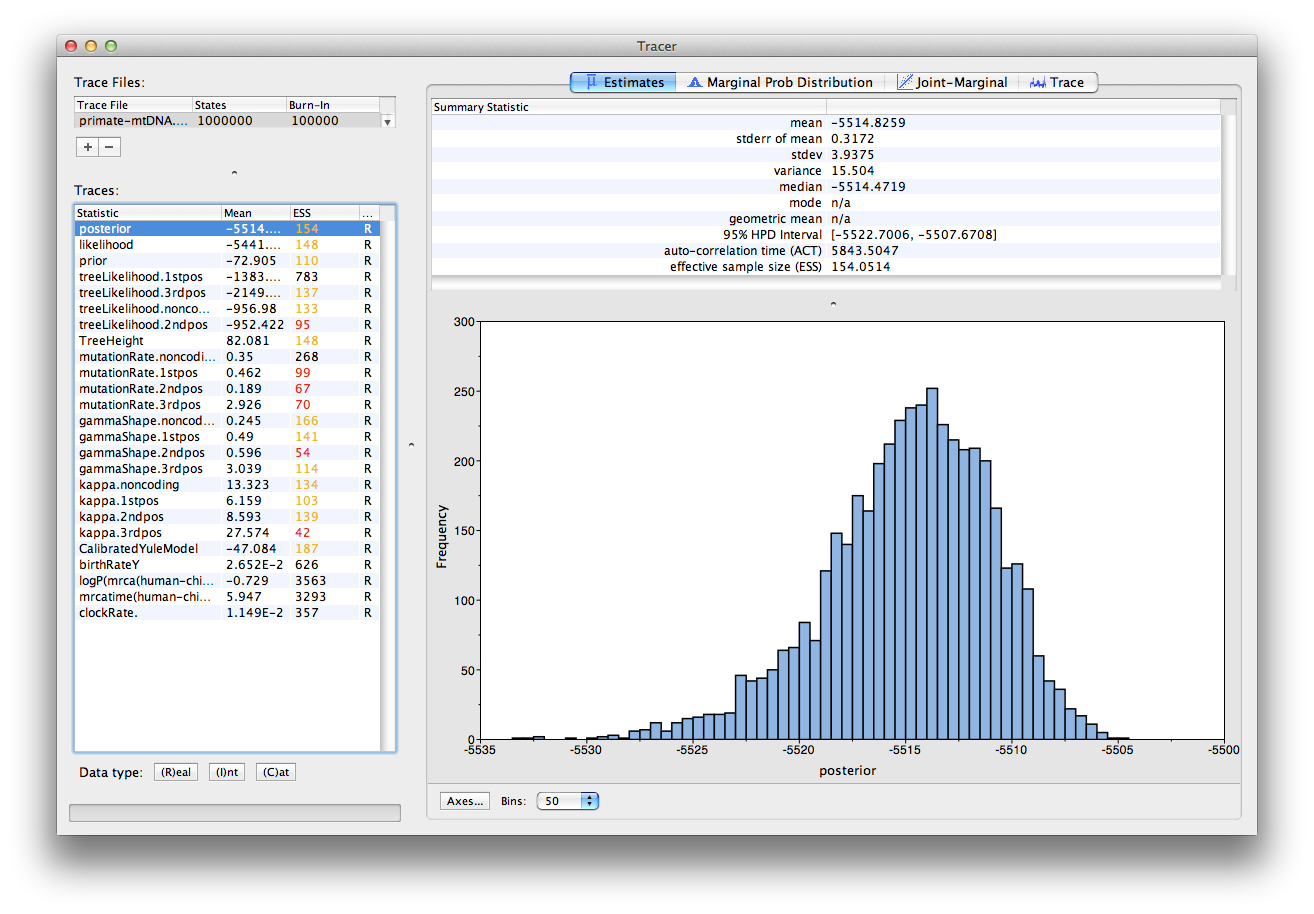 Tracer
Trace Files:
Trace File States Burn-In
primate-mtDNA.... 1000000 100000
+ −
Traces:
Statistic Mean ESS ...
posterior -5514.... 154 R
likelihood -5441.... 148 R
prior -72.905 110 R
treeLikelihood.1stpos -1383.... 783 R
treeLikelihood.3rdpos -2149.... 137 R
treeLikelihood.nonco... -956.98 133 R
treeLikelihood.2ndpos -952.422 95 R
TreeHeight 82.081 148 R
mutationRate.noncodi... 0.35 268 R
mutationRate.1stpos 0.462 99 R
mutationRate.2ndpos 0.189 67 R
mutationRate.3rdpos 2.926 70 R
gammaShape.noncod... 0.245 166 R
gammaShape.1stpos 0.49 141 R
gammaShape.2ndpos 0.596 54 R
gammaShape.3rdpos 3.039 114 R
kappa.noncoding 13.323 134 R
kappa.1stpos 6.159 103 R
kappa.2ndpos 8.593 139 R
kappa.3rdpos 27.574 42 R
CalibratedYuleModel -47.084 187 R
birthRateY 2.652E-2 626 R
logP(mrca(human-chi... -0.729 3563 R
mrcatime(human-chi... 5.947 3293 R
clockRate. 1.149E-2 357 R
Data type: (R)eal (I)nt (C)at
Estimates Marginal Prob Distribution Joint-Marginal Trace
Summary Statistic
mean -5514.8259
stderr of mean 0.3172
stdev 3.9375
variance 15.504
median -5514.4719
mode n/a
geometric mean n/a
95% HPD Interval [-5522.7006, -5507.6708]
auto-correlation time (ACT) 5843.5047
effective sample size (ESS) 154.0514
300
250
200
150
100
50
0
Frequency
-5535 -5530 -5525 -5520 -5515 -5510 -5505 -5500
posterior
Axes... Bins: 50